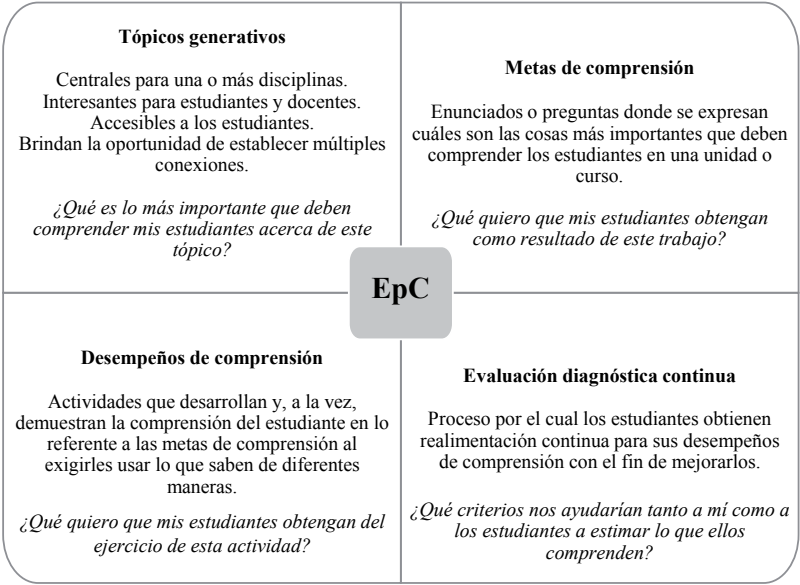 Tópicos generativos
Centrales para una o más disciplinas.
Interesantes para estudiantes y docentes.
Accesibles a los estudiantes.
Brindan la oportunidad de establecer múltiples
conexiones.
¿Qué es lo más importante que deben
comprender mis estudiantes acerca de este
tópico?
Metas de comprensión
Enunciados o preguntas donde se expresan
cuáles son las cosas más importantes que deben
comprender los estudiantes en una unidad o
curso.
¿Qué quiero que mis estudiantes obtengan
como resultado de este trabajo?
EpC
Desempeños de comprensión
Actividades que desarrollan y, a la vez,
demuestran la comprensión del estudiante en lo
referente a las metas de comprensión al
exigirles usar lo que saben de diferentes
maneras.
¿Qué quiero que mis estudiantes obtengan del
ejercicio de esta actividad?
Evaluación diagnóstica continua
Proceso por el cual los estudiantes obtienen
realimentación continua para sus desempeños
de comprensión con el fin de mejorarlos.
¿Qué criterios nos ayudarían tanto a mí como a
los estudiantes a estimar lo que ellos
comprenden?